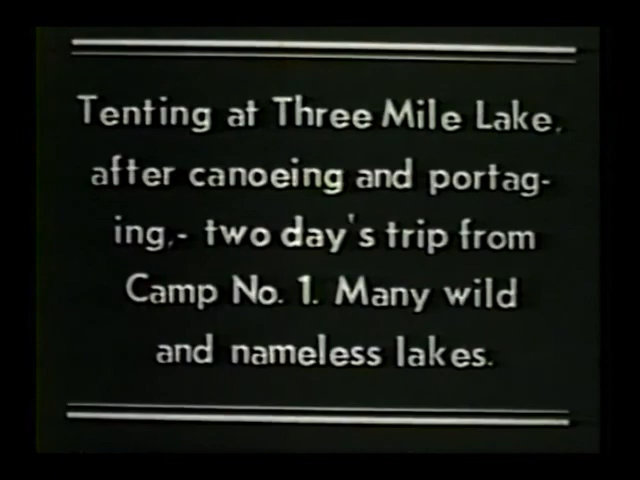 Tenting at Three Mile Lake.
after canoeing and portag-
ing,- two day's trip from
Camp No. 1. Many wild
and nameless lakes.